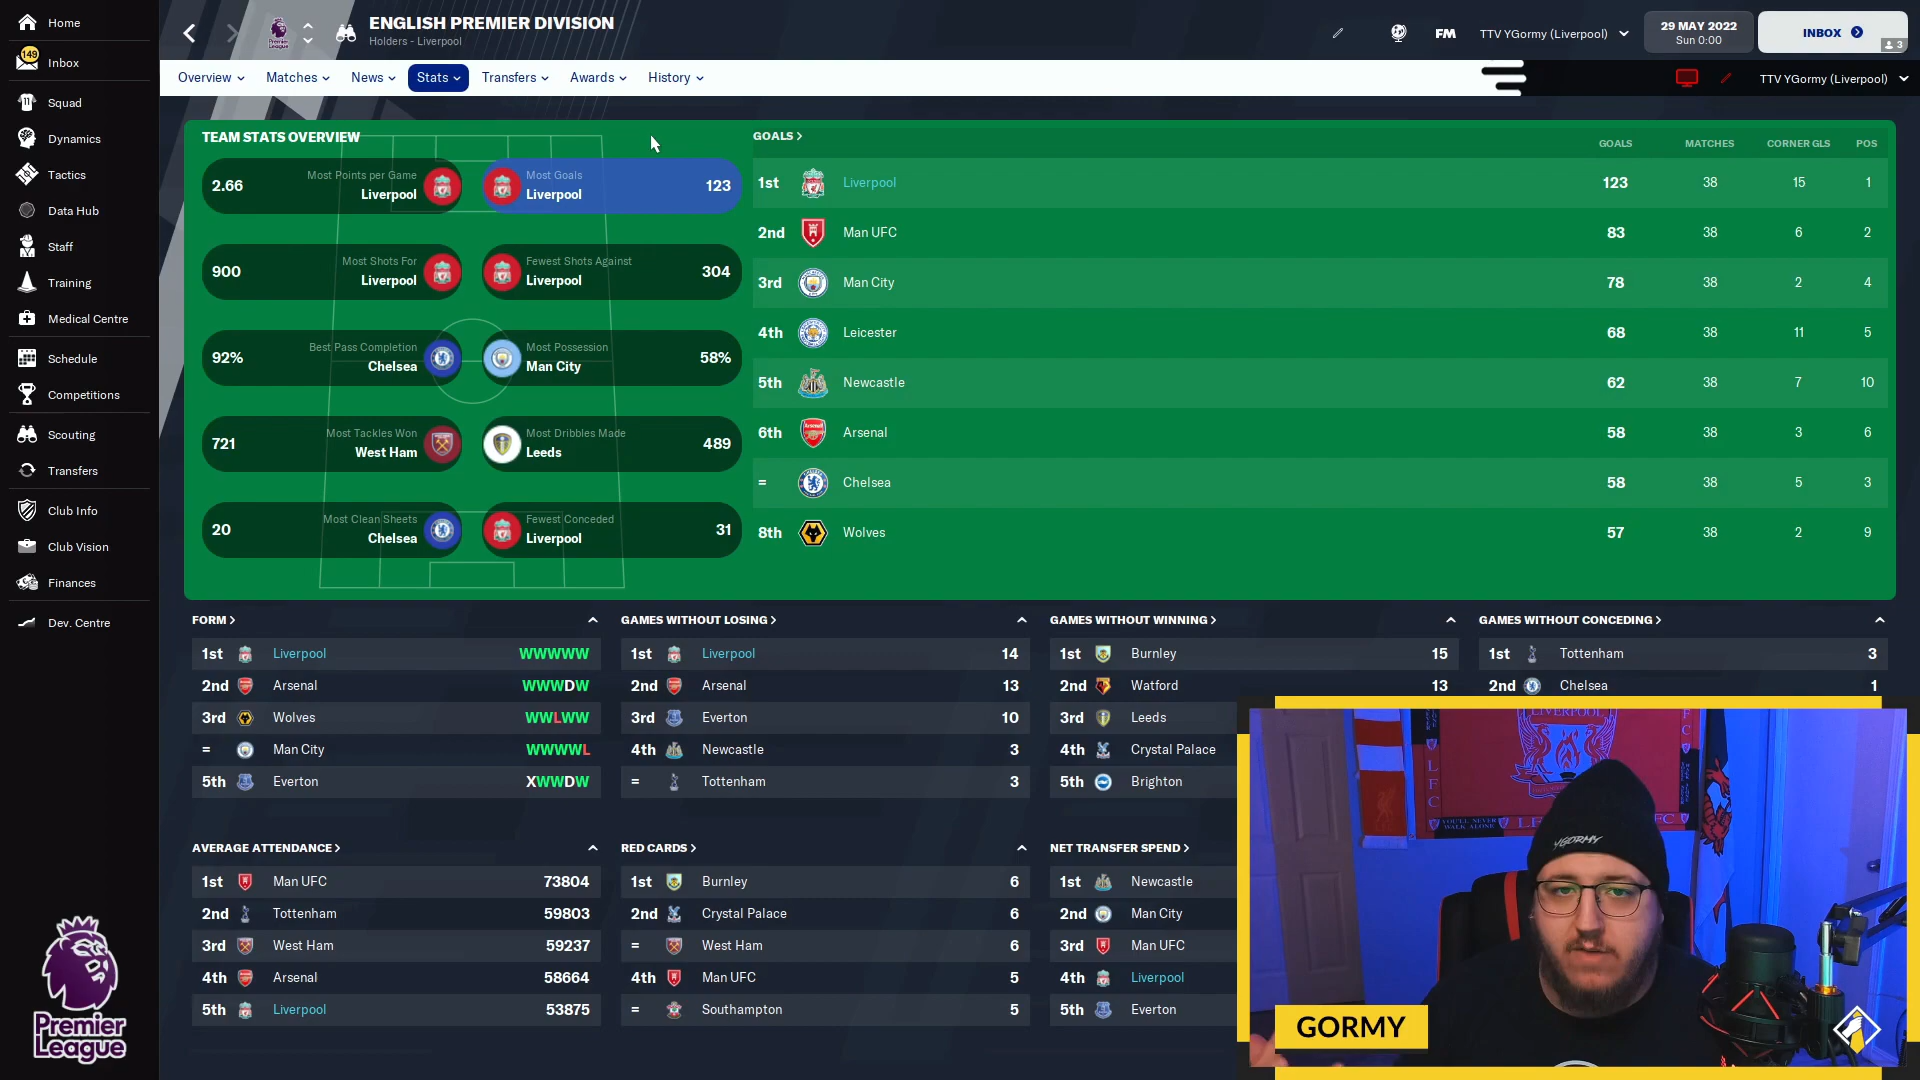 Home
149
Inbox
Squad
Dynamics
Tactics
Data Hub
Staff
Training
Medical Centre
Schedule
Competitions
Scouting
Transfers
Club Info
Club Vision
Finances
Dev. Centre
Premier
League
Premier
League
ENGLISH PREMIER DIVISION
Holders - Liverpool
FM
TTV YGormy (Liverpool)
29 MAY 2022
Sun 0:00
INBOX
3
Overview
Matches
News
Stats
Transfers
Awards
History
TTV YGormy (Liverpool)
TEAM STATS OVERVIEW
2.66 Most Points per Game
Liverpool
Most Goals
Liverpool 123
900 Most Shots For
Liverpool
Fewest Shots Against
Liverpool 304
92% Best Pass Completion
Chelsea
Most Possession
Man City 58%
721 Most Tackles Won
West Ham
Most Dribbles Made
Leeds 489
20 Most Clean Sheets
Chelsea
Fewest Conceded
Liverpool 31
GOALS > GOALS MATCHES CORNER GLS POS
1st Liverpool 123 38 15 1
2nd Man UFC 83 38 6 2
3rd Man City 78 38 2 4
4th Leicester 68 38 11 5
5th Newcastle 62 38 7 10
6th Arsenal 58 38 3 6
= Chelsea 58 38 5 3
8th Wolves 57 38 2 9
FORM >
1st Liverpool WWWWW
2nd Arsenal WWWDW
3rd Wolves WWLWW
= Man City WWWWL
5th Everton XWWDW
GAMES WITHOUT LOSING >
1st Liverpool 14
2nd Arsenal 13
3rd Everton 10
4th Newcastle 3
= Tottenham 3
GAMES WITHOUT WINNING >
1st Burnley 15
2nd Watford 13
3rd Leeds
4th Crystal Palace
5th Brighton
GAMES WITHOUT CONCEDING >
1st Tottenham 3
2nd Chelsea 1
AVERAGE ATTENDANCE >
1st Man UFC 73804
2nd Tottenham 59803
3rd West Ham 59237
4th Arsenal 58664
5th Liverpool 53875
RED CARDS >
1st Burnley 6
2nd Crystal Palace 6
= West Ham 6
4th Man UFC 5
= Southampton 5
NET TRANSFER SPEND >
1st Newcastle
2nd Man City
3rd Man UFC
4th Liverpool
5th Everton
LIVERPOOL
YOU'LL NEVER
WALK ALONE
YGORMY
GORMY